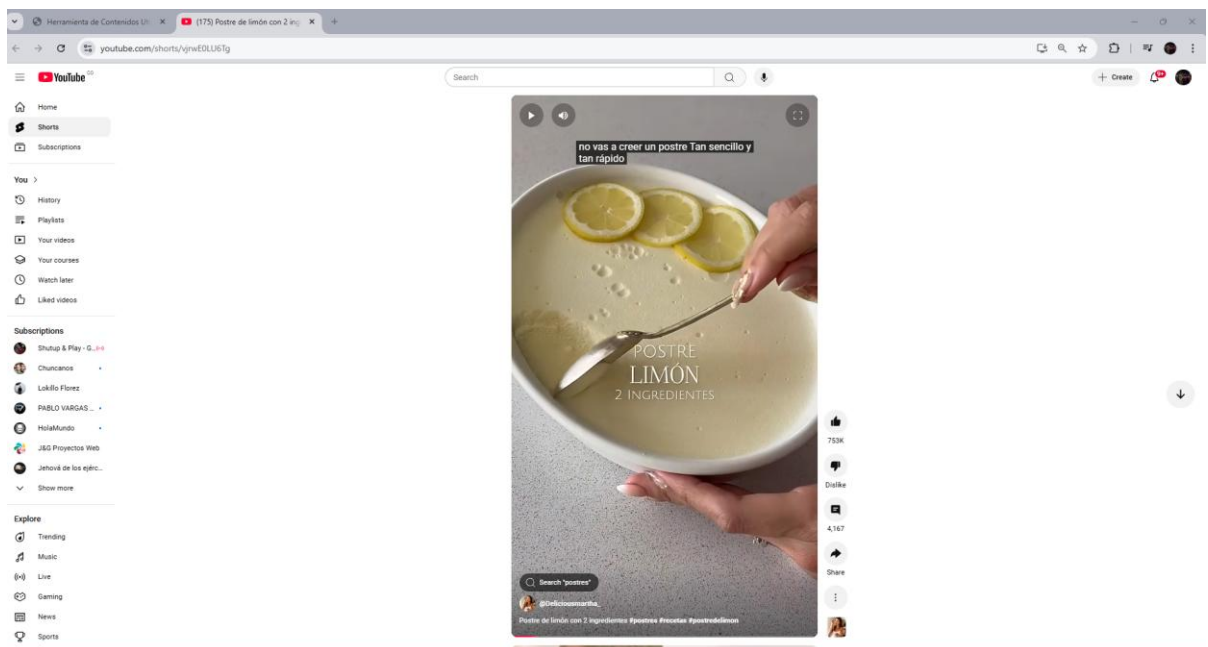 Herramienta de Contenidos Un
(175) Postre de limón con 2 ing
youtube.com/shorts/vjrwE0LU6Tg
YouTube CO
Search
Create
9+
Home
Shorts
Subscriptions
You
History
Playlists
Your videos
Your courses
Watch later
Liked videos
Subscriptions
Shutup & Play - G...
Chuncanos
Lokillo Florez
PABLO VARGAS ...
HolaMundo
J&G Proyectos Web
Jehová de los ejérc...
Show more
Explore
Trending
Music
Live
Gaming
News
Sports
no vas a creer un postre Tan sencillo y
tan rápido
POSTRE
LIMÓN
2 INGREDIENTES
Search "postres"
@Deliciousmartha_
Postre de limón con 2 ingredientes #postres #recetas #postredelimon
753K
Dislike
4,167
Share